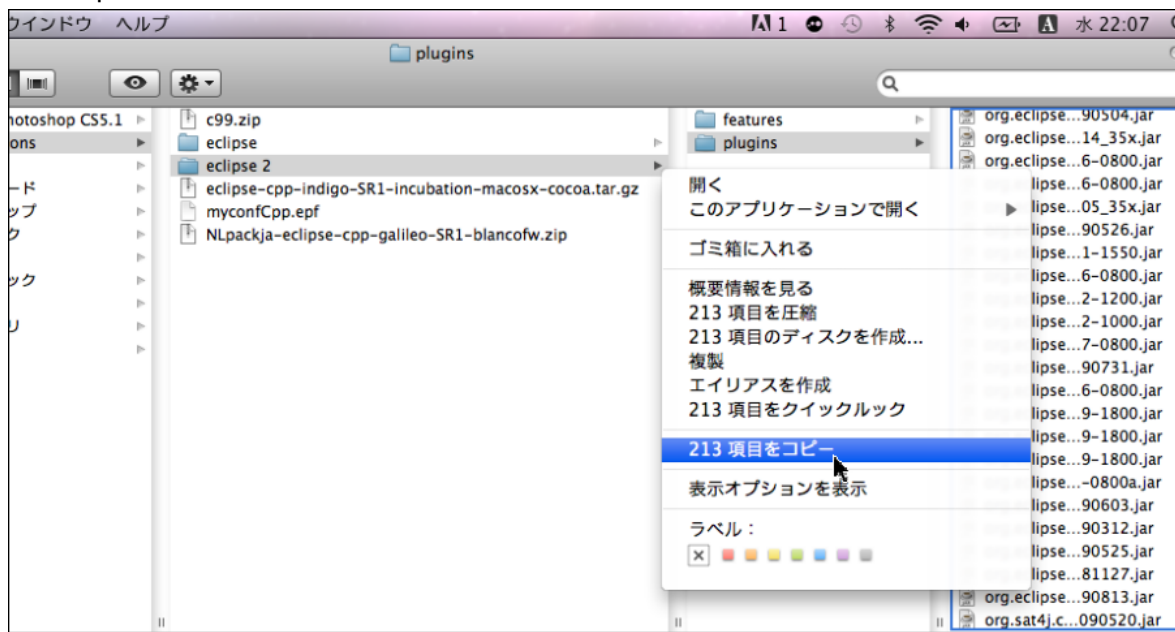 ウインドウ ヘルプ
1
水 22:07
plugins
hotoshop CS5.1
ons
ード
ップ
ク
ック
リ
c99.zip
eclipse
eclipse 2
eclipse-cpp-indigo-SR1-incubation-macosx-cocoa.tar.gz
myconfCpp.epf
NLpackja-eclipse-cpp-galileo-SR1-blancofw.zip
features
plugins
開く
このアプリケーションで開く
ゴミ箱に入れる
概要情報を見る
213 項目を圧縮
213 項目のディスクを作成...
複製
エイリアスを作成
213 項目をクイックルック
213 項目をコピー
表示オプションを表示
ラベル：
org.eclipse...90504.jar
org.eclipse...14_35x.jar
org.eclipse...6-0800.jar
lipse...6-0800.jar
lipse...05_35x.jar
lipse...90526.jar
lipse...1-1550.jar
lipse...6-0800.jar
lipse...2-1200.jar
lipse...2-1000.jar
lipse...7-0800.jar
lipse...90731.jar
lipse...6-0800.jar
lipse...9-1800.jar
lipse...9-1800.jar
lipse...9-1800.jar
lipse...-0800a.jar
lipse...90603.jar
lipse...90312.jar
lipse...90525.jar
lipse...81127.jar
org.eclipse...90813.jar
org.sat4j.c...090520.jar